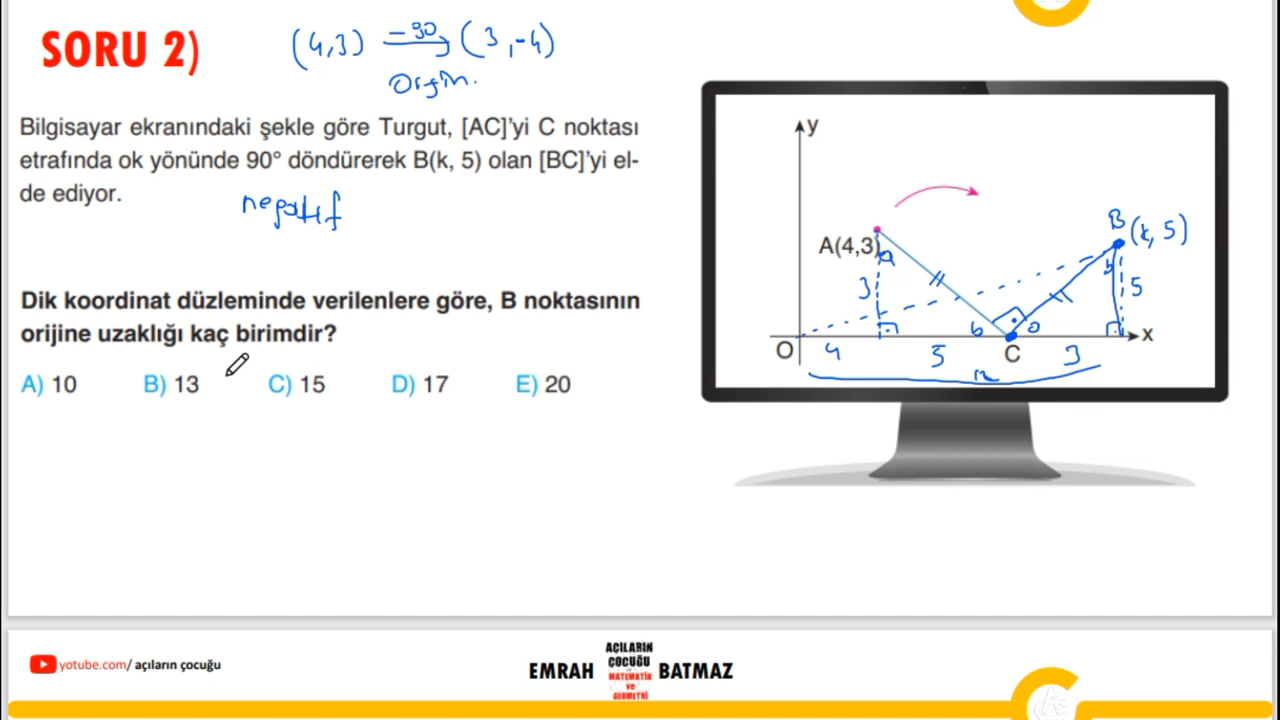 SORU 2)
(4,3) -90 (3,-4)
Orjin.
Bilgisayar ekranındaki şekle göre Turgut, [AC]'yi C noktası
etrafında ok yönünde 90° döndürerek B(k, 5) olan [BC]'yi el-
de ediyor.
negatif
Dik koordinat düzleminde verilenlere göre, B noktasının
orijine uzaklığı kaç birimdir?
A) 10 B) 13 C) 15 D) 17 E) 20
y
B (k, 5)
A(4,3)
a
b
3
5
b
a
x
O
4
5
C
3
12
yotube.com/ açıların çocuğu
EMRAH
AÇILARIN
ÇOCUĞU
MATEMATİK
ve
GEOMETRİ
BATMAZ